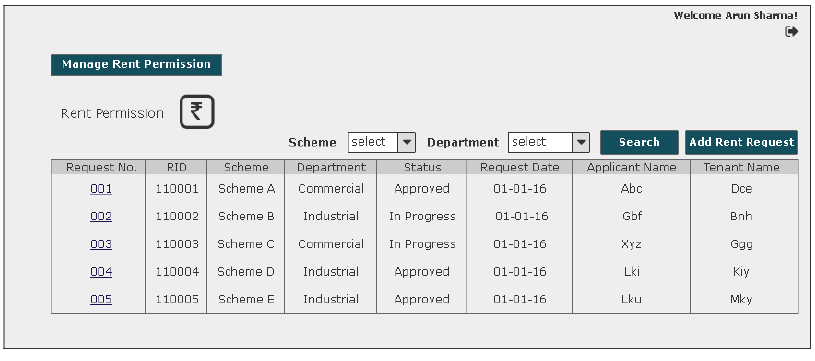 Welcome Arun Sharma!
Manage Rent Permission
Rent Permission ₹
Scheme select Department select Search Add Rent Request
Request No. RID Scheme Department Status Request Date Applicant Name Tenant Name
001 110001 Scheme A Commercial Approved 01-01-16 Abc Dce
002 110002 Scheme B Industrial In Progress 01-01-16 Gbf Bnh
003 110003 Scheme C Commercial In Progress 01-01-16 Xyz Ggg
004 110004 Scheme D Industrial Approved 01-01-16 Lki Kiy
005 110005 Scheme E Industrial Approved 01-01-16 Lku Mky